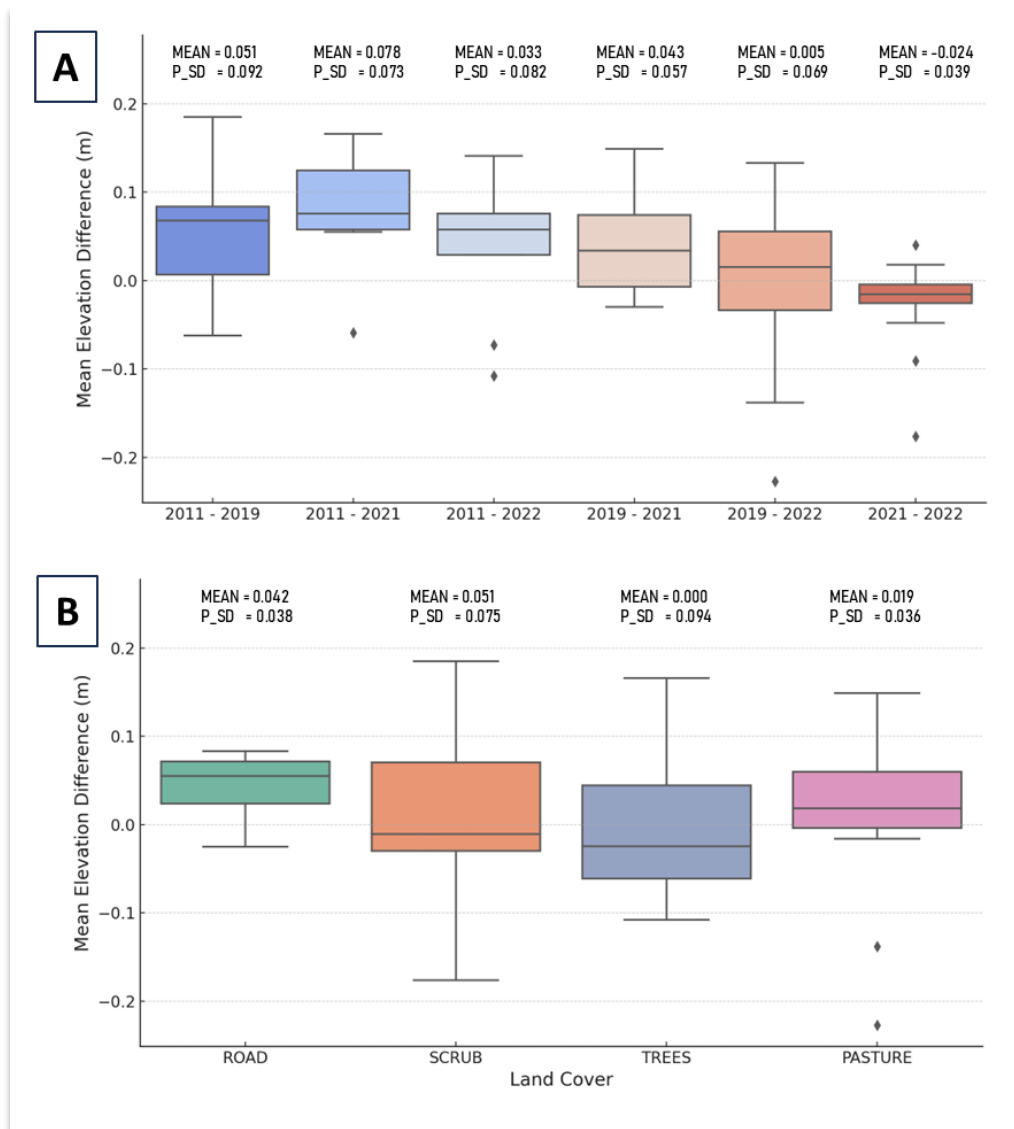 A
MEAN = 0.051 MEAN = 0.078 MEAN = 0.033 MEAN = 0.043 MEAN = 0.005 MEAN = -0.024
P_SD = 0.092 P_SD = 0.073 P_SD = 0.082 P_SD = 0.057 P_SD = 0.069 P_SD = 0.039
Mean Elevation Difference (m)
0.2
0.1
0.0
−0.1
−0.2
2011 - 2019 2011 - 2021 2011 - 2022 2019 - 2021 2019 - 2022 2021 - 2022
B
MEAN = 0.042 MEAN = 0.051 MEAN = 0.000 MEAN = 0.019
P_SD = 0.038 P_SD = 0.075 P_SD = 0.094 P_SD = 0.036
Mean Elevation Difference (m)
0.2
0.1
0.0
−0.1
−0.2
ROAD SCRUB TREES PASTURE
Land Cover